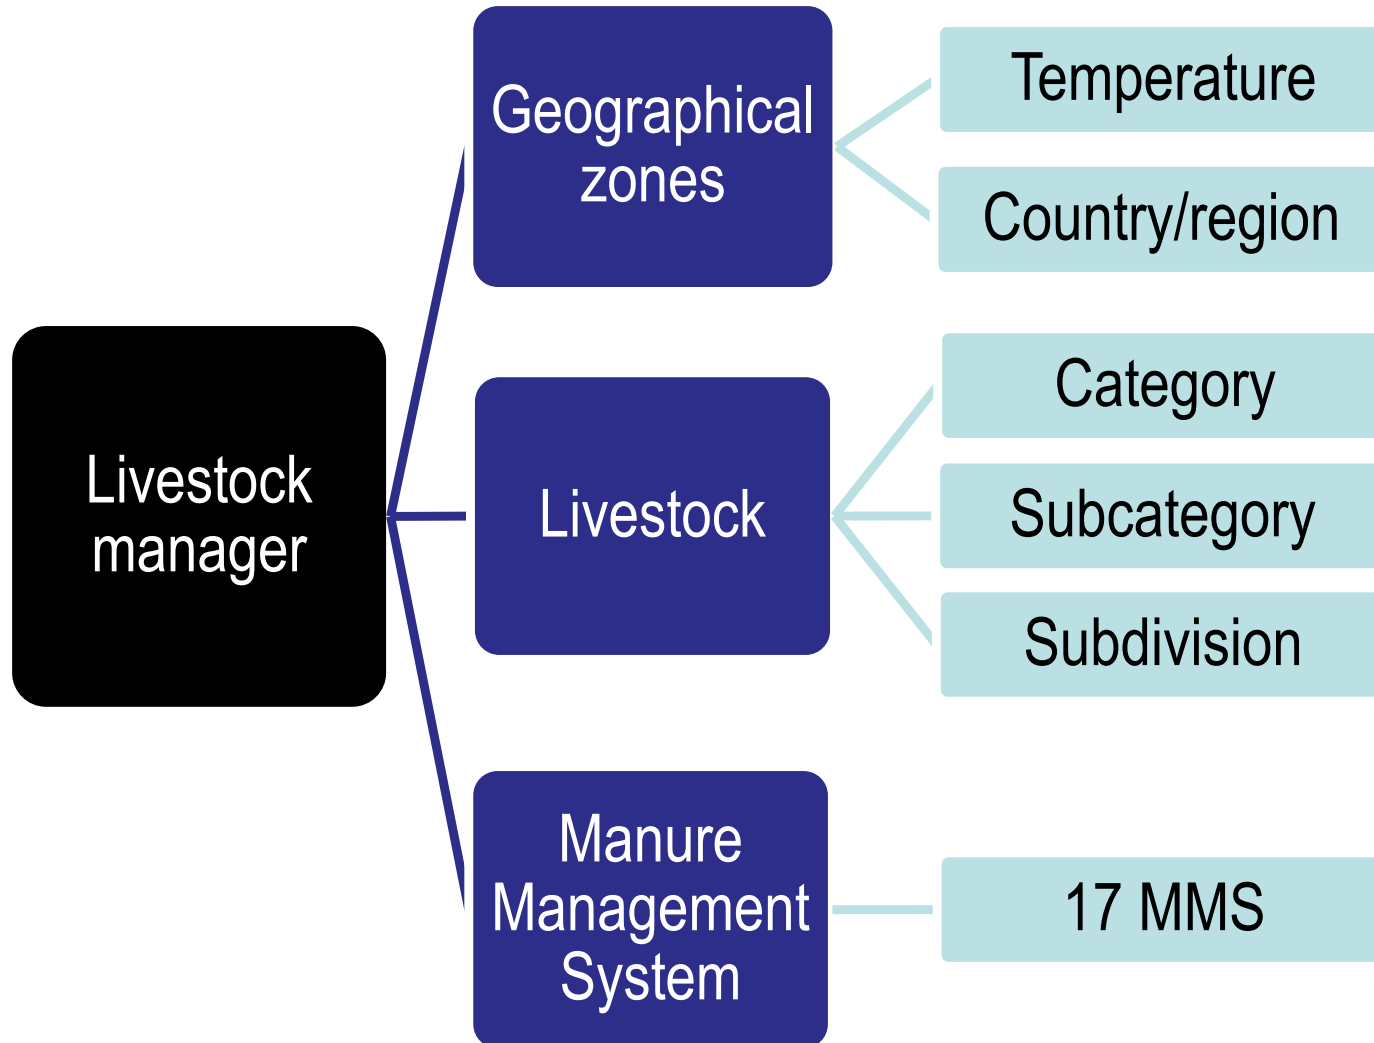 Geographical
zones
Temperature
Country/region
Livestock
manager
Livestock
Category
Subcategory
Subdivision
Manure
Management
System
17 MMS